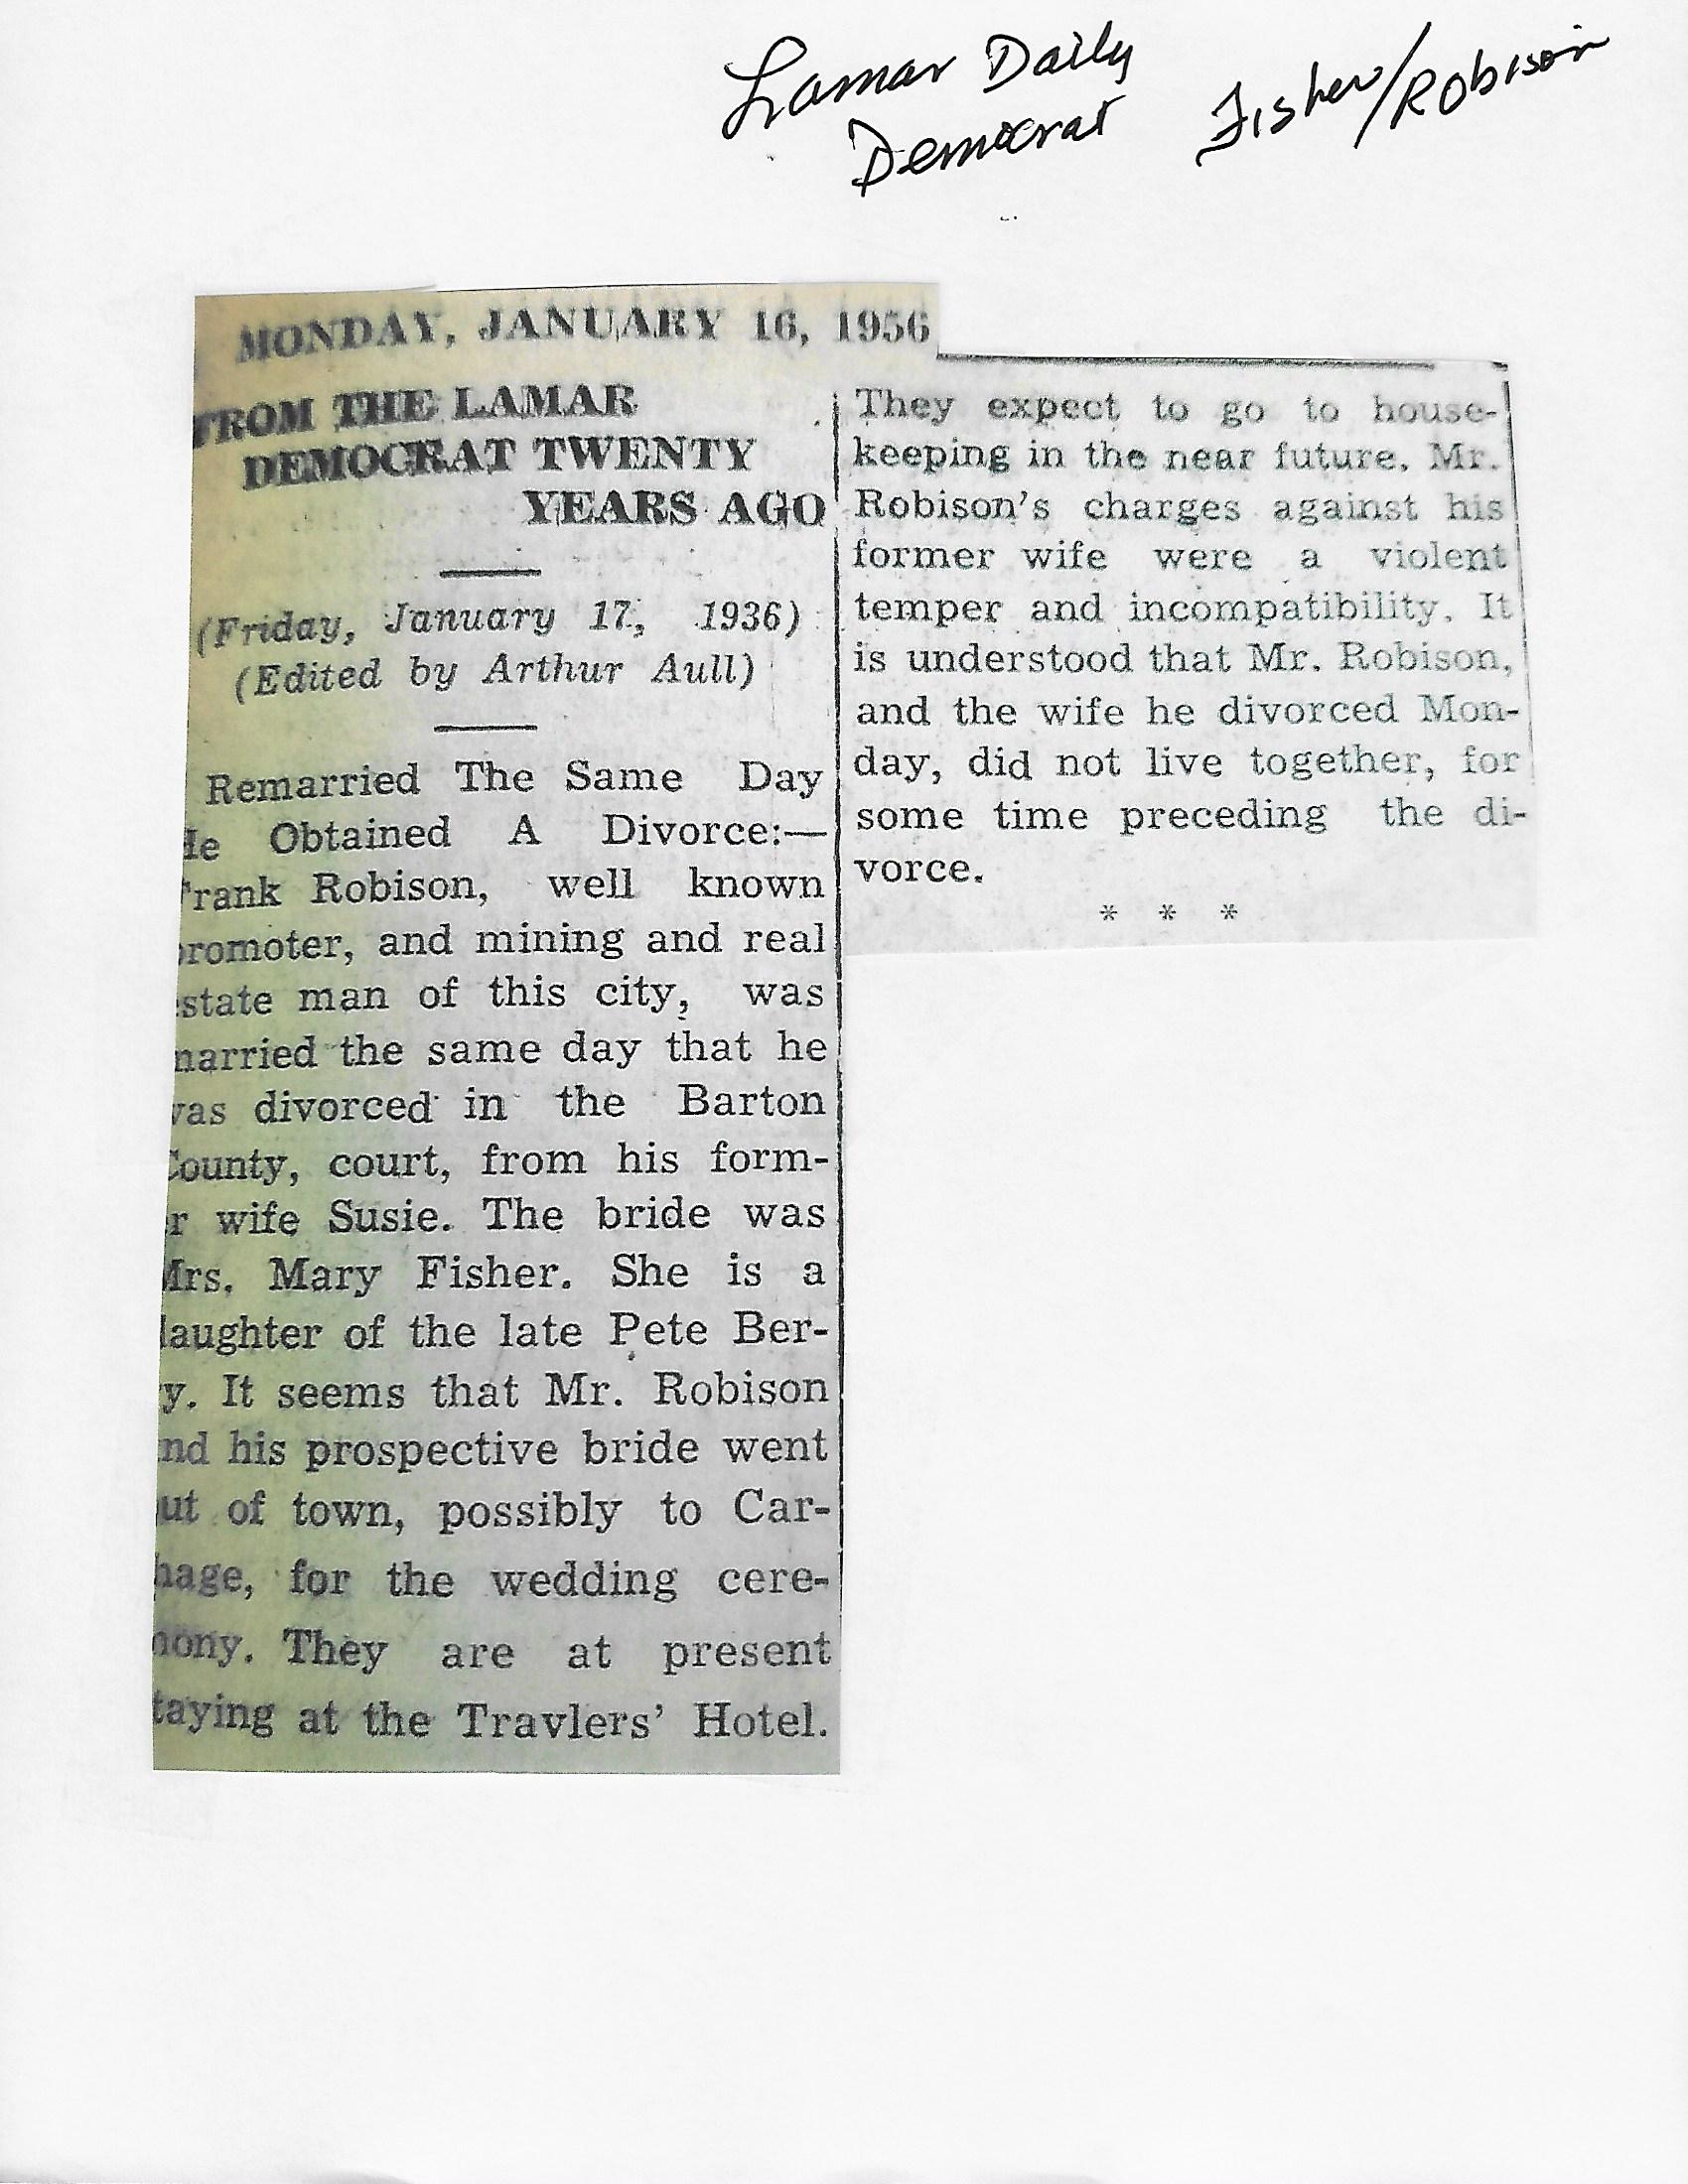 Lamar Daily
Democrat
Fisher/Robison
MONDAY, JANUARY 16, 1956
FROM THE LAMAR
DEMOCRAT TWENTY
YEARS AGO
(Friday, January 17, 1936)
(Edited by Arthur Aull)
Remarried The Same Day
He Obtained A Divorce:—
Frank Robison, well known
promoter, and mining and real
estate man of this city, was
married the same day that he
was divorced in the Barton
County, court, from his form-
r wife Susie. The bride was
Mrs. Mary Fisher. She is a
daughter of the late Pete Ber-
y. It seems that Mr. Robison
nd his prospective bride went
ut of town, possibly to Car-
hage, for the wedding cere-
mony. They are at present
taying at the Travlers' Hotel.
They expect to go to house-
keeping in the near future. Mr.
Robison's charges against his
former wife were a violent
temper and incompatibility. It
is understood that Mr. Robison,
and the wife he divorced Mon-
day, did not live together, for
some time preceding the di-
vorce.
* * *